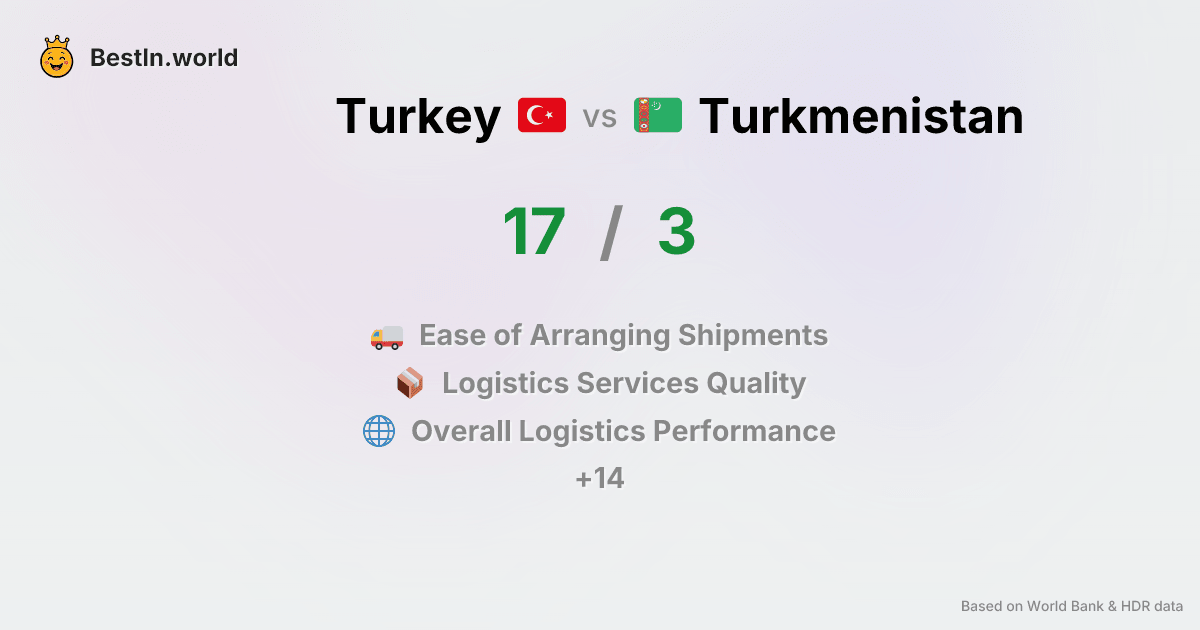 BestIn.world
Turkey vs Turkmenistan
17 / 3
Ease of Arranging Shipments
Logistics Services Quality
Overall Logistics Performance
+14
Based on World Bank & HDR data